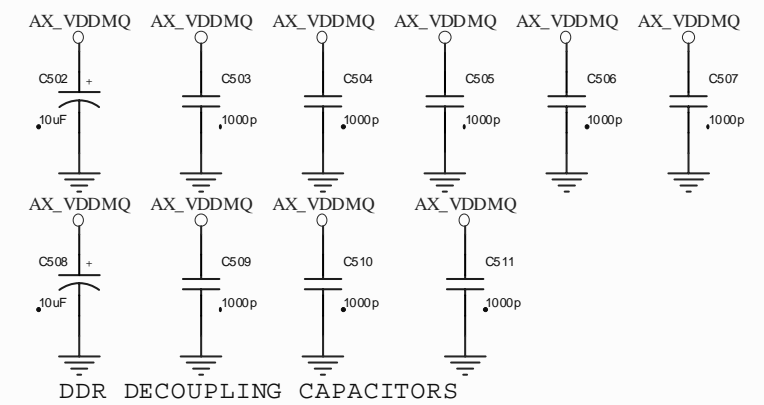 AX_VDDMQ AX_VDDMQ AX_VDDMQ AX_VDDMQ AX_VDDMQ AX_VDDMQ
C502 + C503 C504 C505 C506 C507
10uF 1000p 1000p 1000p 1000p 1000p
AX_VDDMQ AX_VDDMQ AX_VDDMQ AX_VDDMQ
C508 + C509 C510 C511
10uF 1000p 1000p 1000p
DDR DECOUPLING CAPACITORS